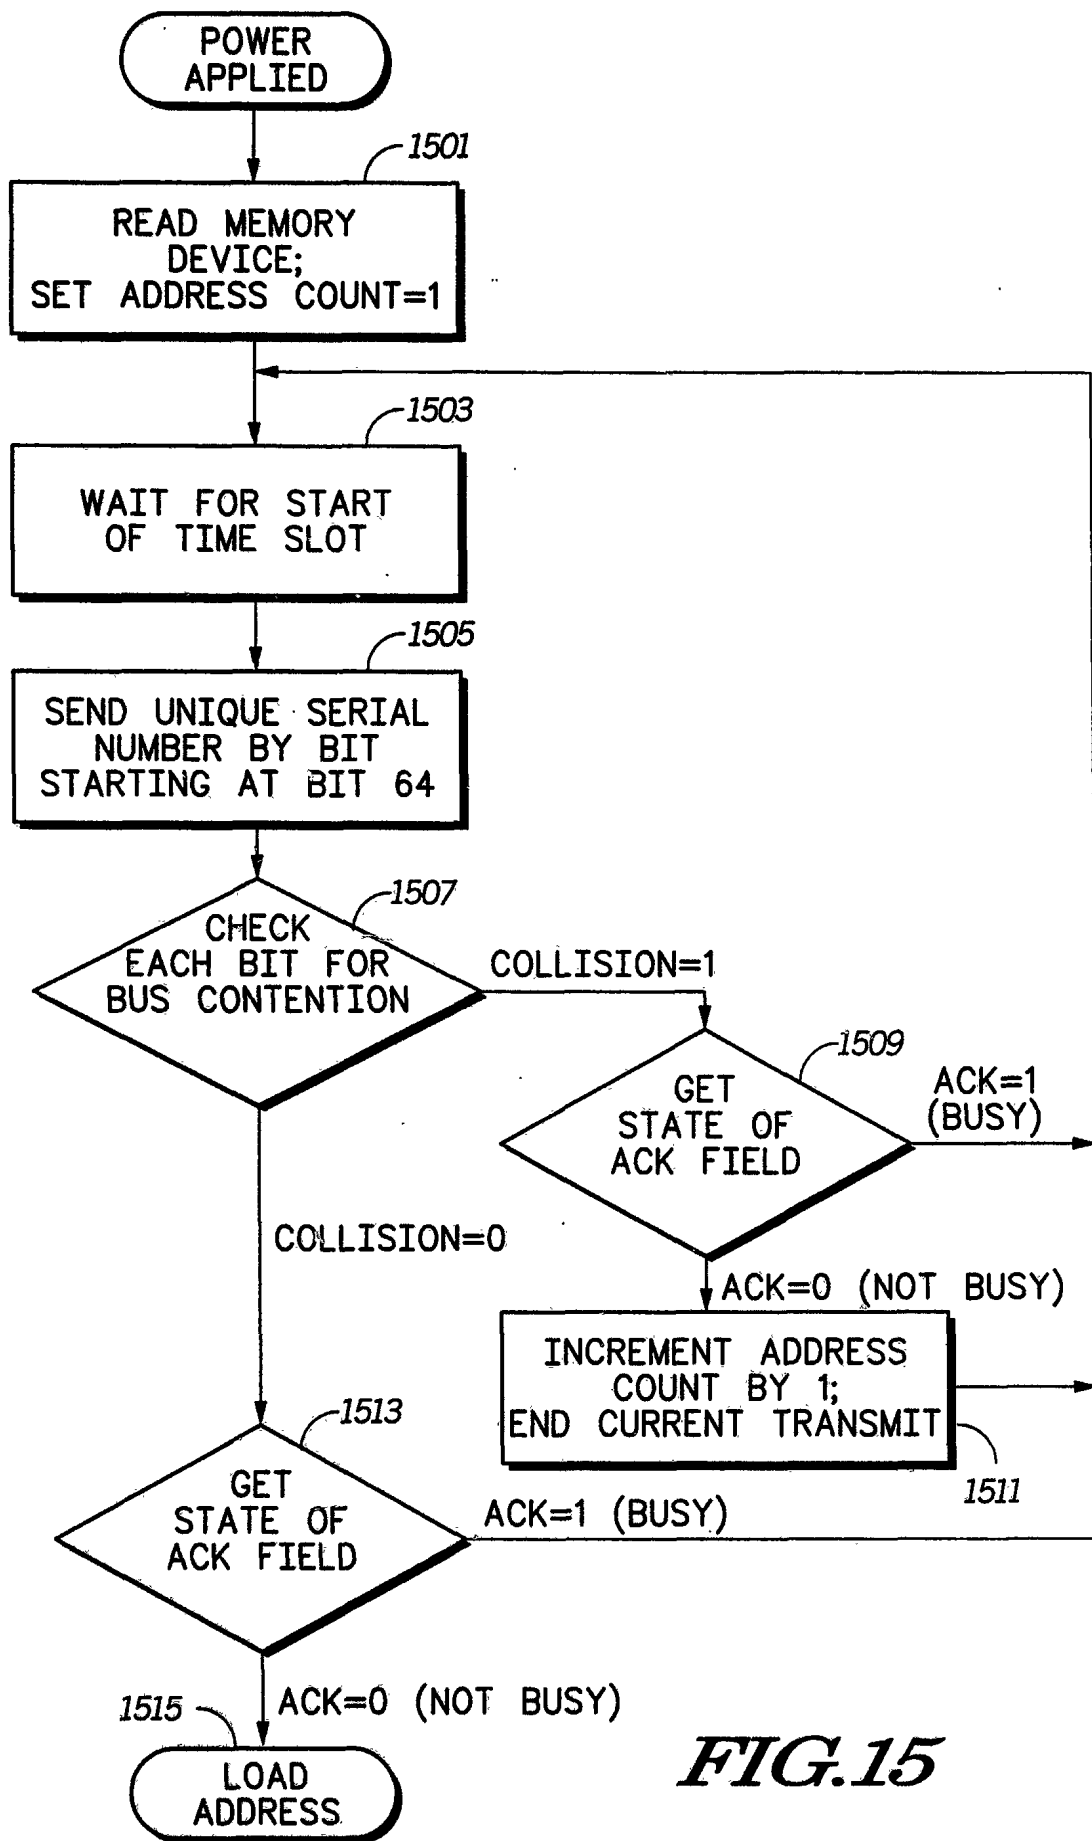 POWER
APPLIED
1501
READ MEMORY
DEVICE;
SET ADDRESS COUNT=1
1503
WAIT FOR START
OF TIME SLOT
1505
SEND UNIQUE SERIAL
NUMBER BY BIT
STARTING AT BIT 64
1507
CHECK
EACH BIT FOR
BUS CONTENTION
COLLISION=1
1509
GET
STATE OF
ACK FIELD
ACK=1
(BUSY)
COLLISION=0
ACK=0 (NOT BUSY)
INCREMENT ADDRESS
COUNT BY 1;
END CURRENT TRANSMIT
1511
1513
GET
STATE OF
ACK FIELD
ACK=1 (BUSY)
ACK=0 (NOT BUSY)
1515
LOAD
ADDRESS
FIG.15